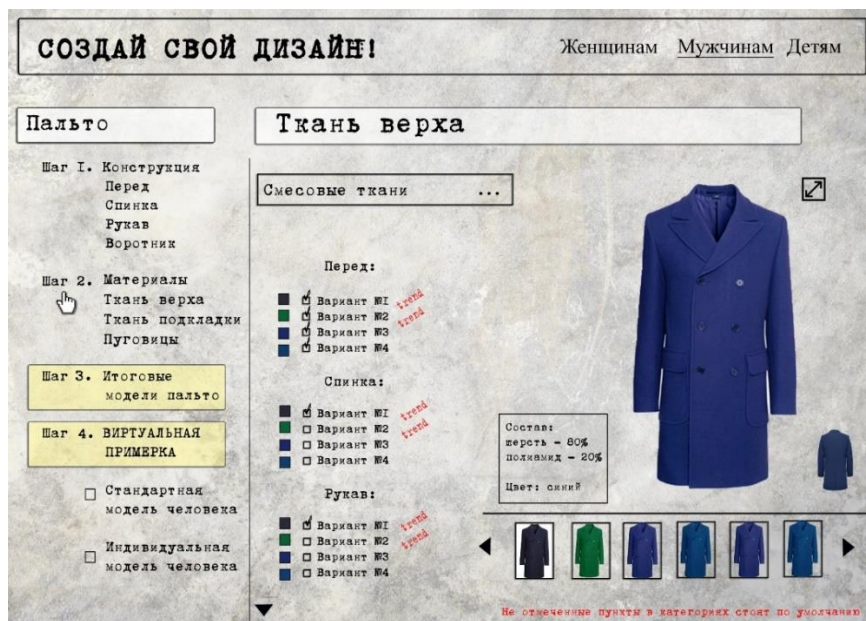 СОЗДАЙ СВОЙ ДИЗАЙН!
Женщинам Мужчинам Детям
Пальто
Шаг I. Конструкция
Перед
Спинка
Рукав
Воротник
Шаг 2. Материалы
Ткань верха
Ткань подкладки
Пуговицы
Шаг 3. Итоговые
модели пальто
Шаг 4. ВИРТУАЛЬНАЯ
ПРИМЕРКА
Стандартная
модель человека
Индивидуальная
модель человека
Ткань верха
Смесовые ткани ...
Перед:
Вариант №I trend
Вариант №2 trend
Вариант №3
Вариант №4
Спинка:
Вариант №I trend
Вариант №2 trend
Вариант №3
Вариант №4
Рукав:
Вариант №I trend
Вариант №2 trend
Вариант №3
Вариант №4
Состав:
шерсть - 80%
полиамид - 20%
Цвет: синий
Не отмеченные пункты в категориях стоят по умолчанию